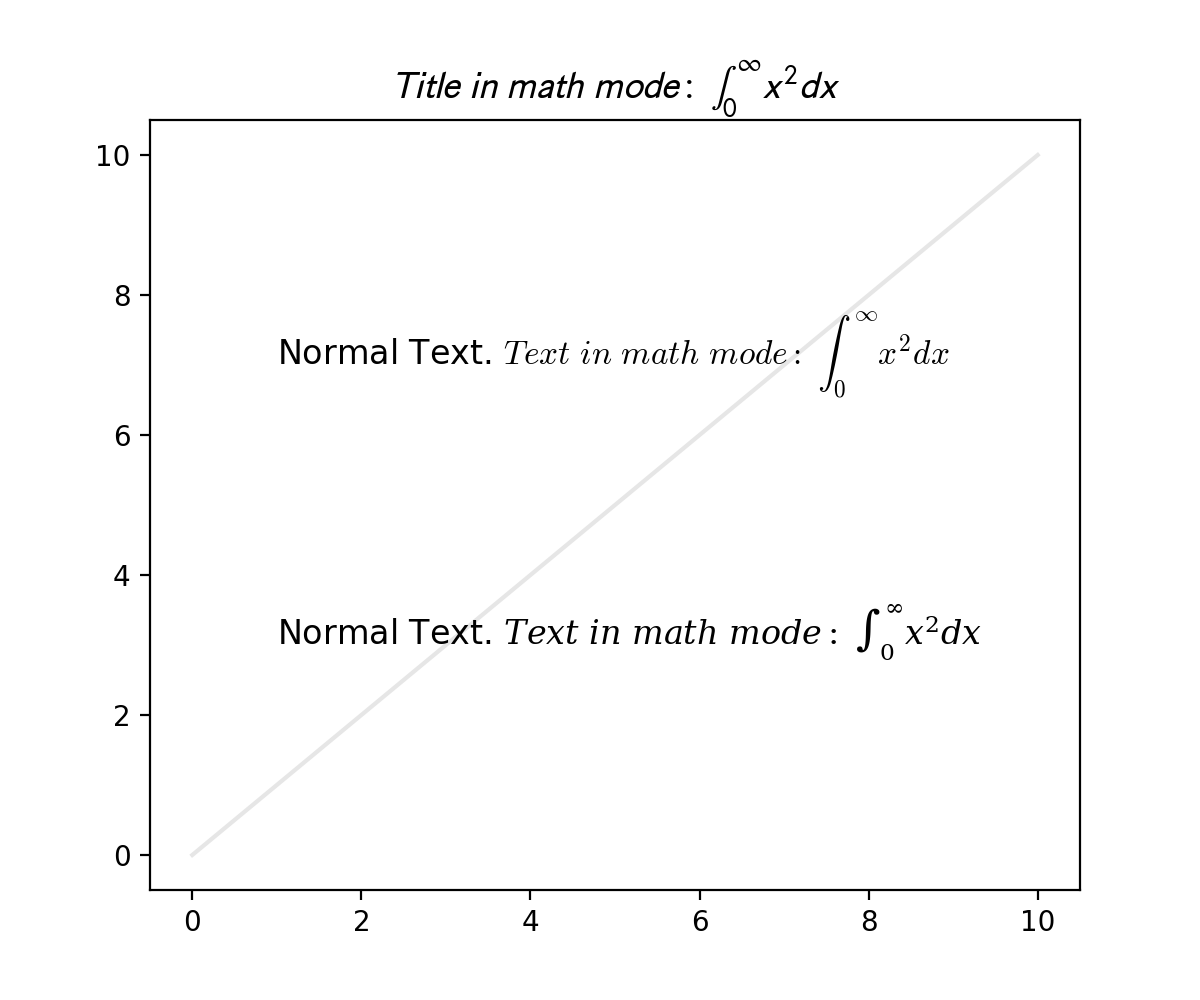 Title in math mode: ∫₀^∞ x²dx
10
8
Normal Text. Text in math mode: ∫₀^∞ x²dx
6
4
Normal Text. Text in math mode: ∫₀^∞ x²dx
2
0
0 2 4 6 8 10